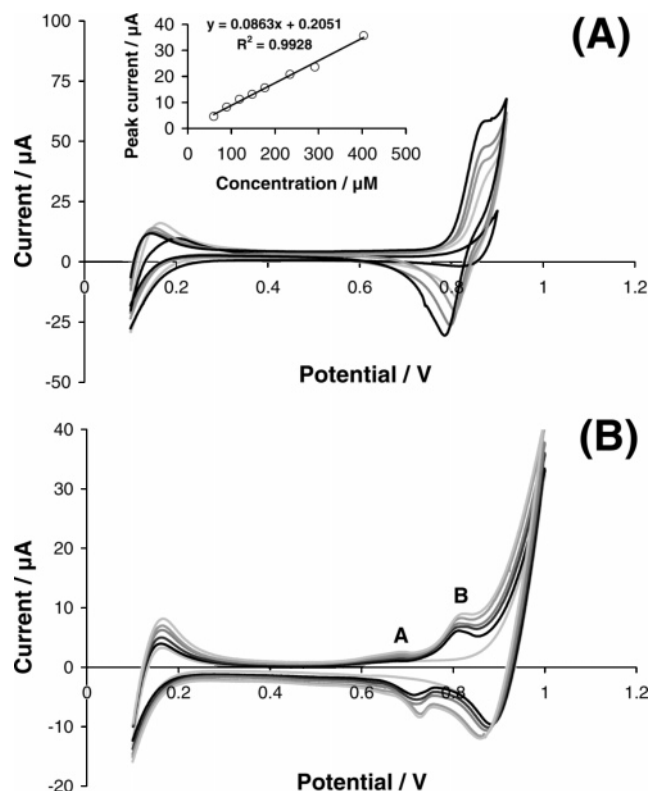 (A)
y = 0.0863x + 0.2051
R² = 0.9928
Peak current / µA
40
30
20
10
0
0 100 200 300 400 500
Concentration / µM
Current / µA
100
75
50
25
0
-25
-50
0 0.2 0.4 0.6 0.8 1 1.2
Potential / V
(B)
Current / µA
40
30
20
10
0
-10
-20
A
B
0 0.2 0.4 0.6 0.8 1 1.2
Potential / V